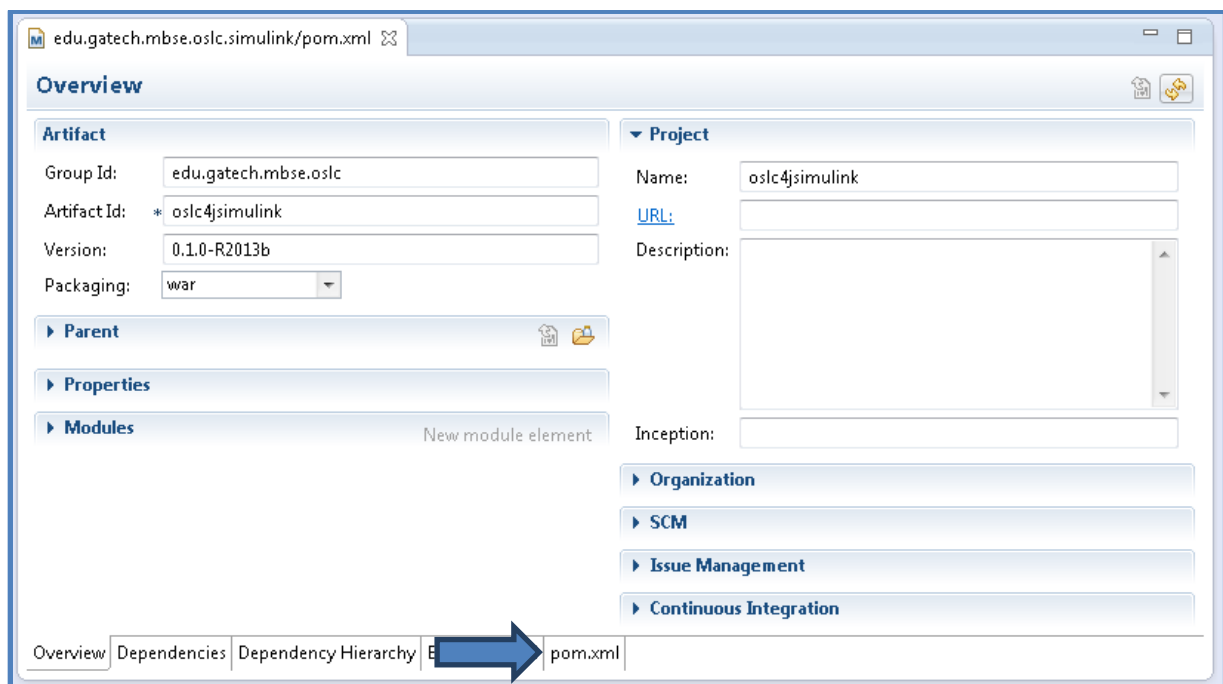 edu.gatech.mbse.oslc.simulink/pom.xml
Overview
Artifact
Group Id: edu.gatech.mbse.oslc
Artifact Id: * oslc4jsimulink
Version: 0.1.0-R2013b
Packaging: war
Parent
Properties
Modules
New module element
Project
Name: oslc4jsimulink
URL:
Description:
Inception:
Organization
SCM
Issue Management
Continuous Integration
Overview Dependencies Dependency Hierarchy E pom.xml